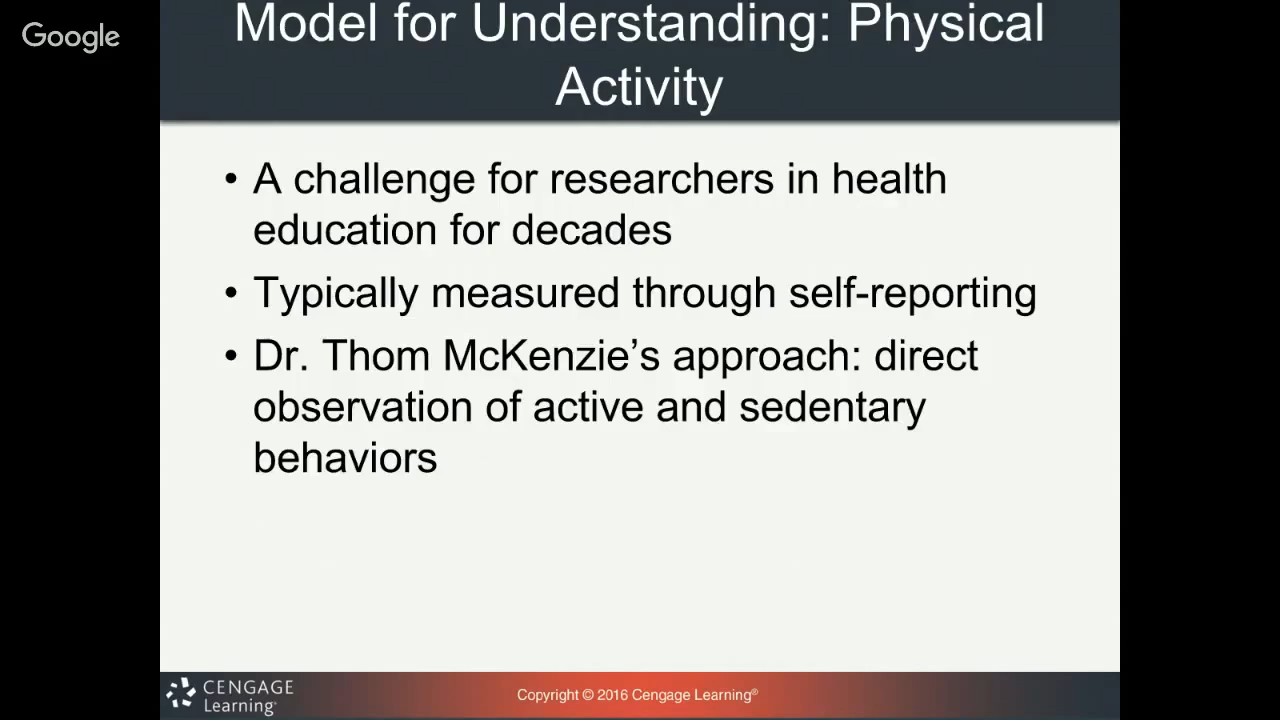 Google
Model for Understanding: Physical
Activity
• A challenge for researchers in health
education for decades
• Typically measured through self-reporting
• Dr. Thom McKenzie’s approach: direct
observation of active and sedentary
behaviors
CENGAGE
Learning
Copyright © 2016 Cengage Learning®